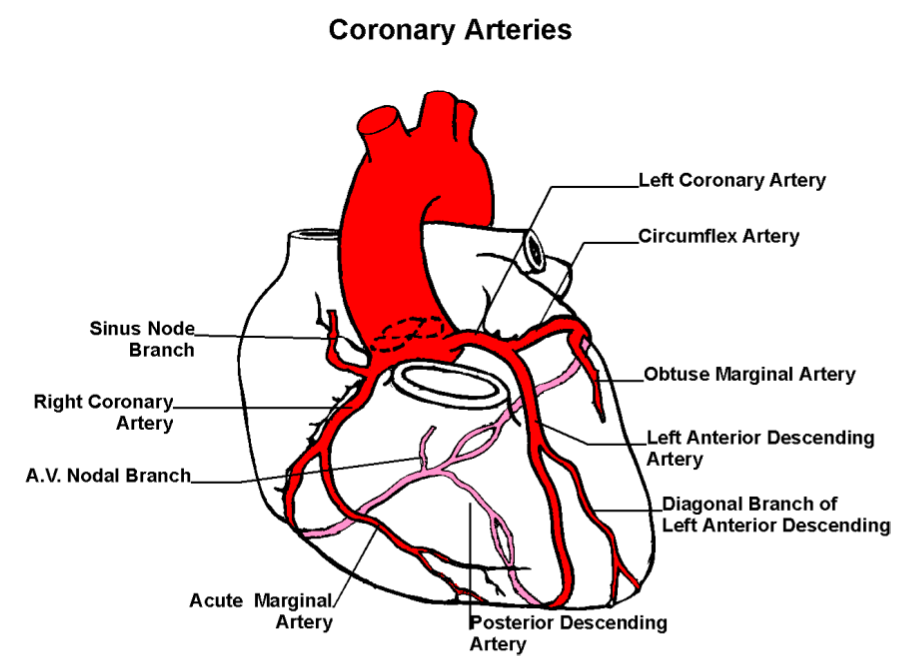 Coronary Arteries
Left Coronary Artery
Circumflex Artery
Sinus Node
Branch
Obtuse Marginal Artery
Right Coronary
Artery
Left Anterior Descending
Artery
A.V. Nodal Branch
Diagonal Branch of
Left Anterior Descending
Acute Marginal
Artery
Posterior Descending
Artery